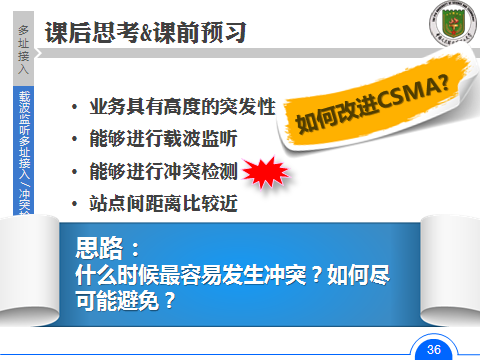 多址接入
课后思考&课前预习
载波监听多址接入/冲突检
如何改进CSMA?
• 业务具有高度的突发性
• 能够进行载波监听
• 能够进行冲突检测
• 站点间距离比较近
思路：
什么时候最容易发生冲突？如何尽
可能避免？
36